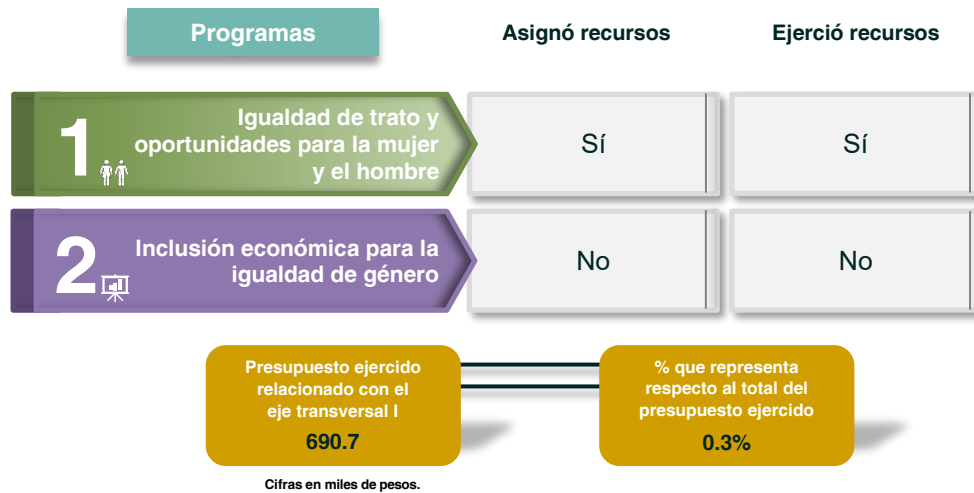 Programas
Asignó recursos
Ejerció recursos
1
Igualdad de trato y
oportunidades para la mujer
y el hombre
Sí
Sí
2
Inclusión económica para la
igualdad de género
No
No
Presupuesto ejercido
relacionado con el
eje transversal I
690.7
% que representa
respecto al total del
presupuesto ejercido
0.3%
Cifras en miles de pesos.